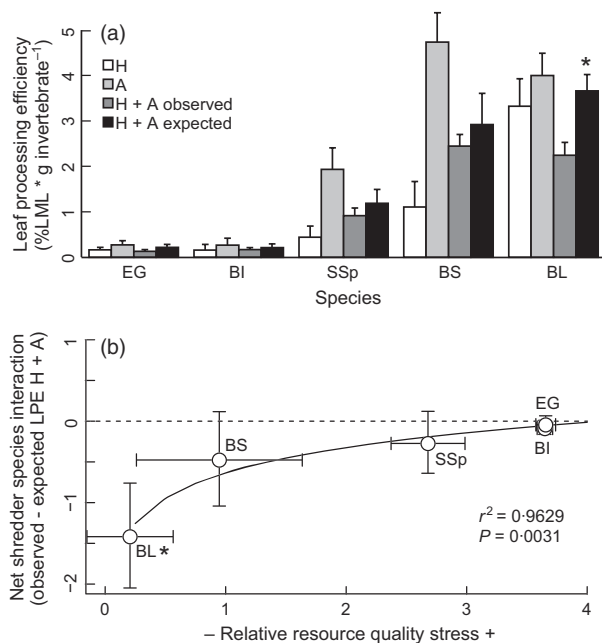 (a)
Leaf processing efficiency
(%LML * g invertebrate⁻¹)
5
4
3
2
1
0
H
A
H + A observed
H + A expected
*
EG BI SSp BS BL
Species
(b)
Net shredder species interaction
(observed - expected LPE H + A)
1
0
−1
−2
EG
BI
SSp
BS
BL*
r² = 0·9629
P = 0·0031
0 1 2 3 4
– Relative resource quality stress +